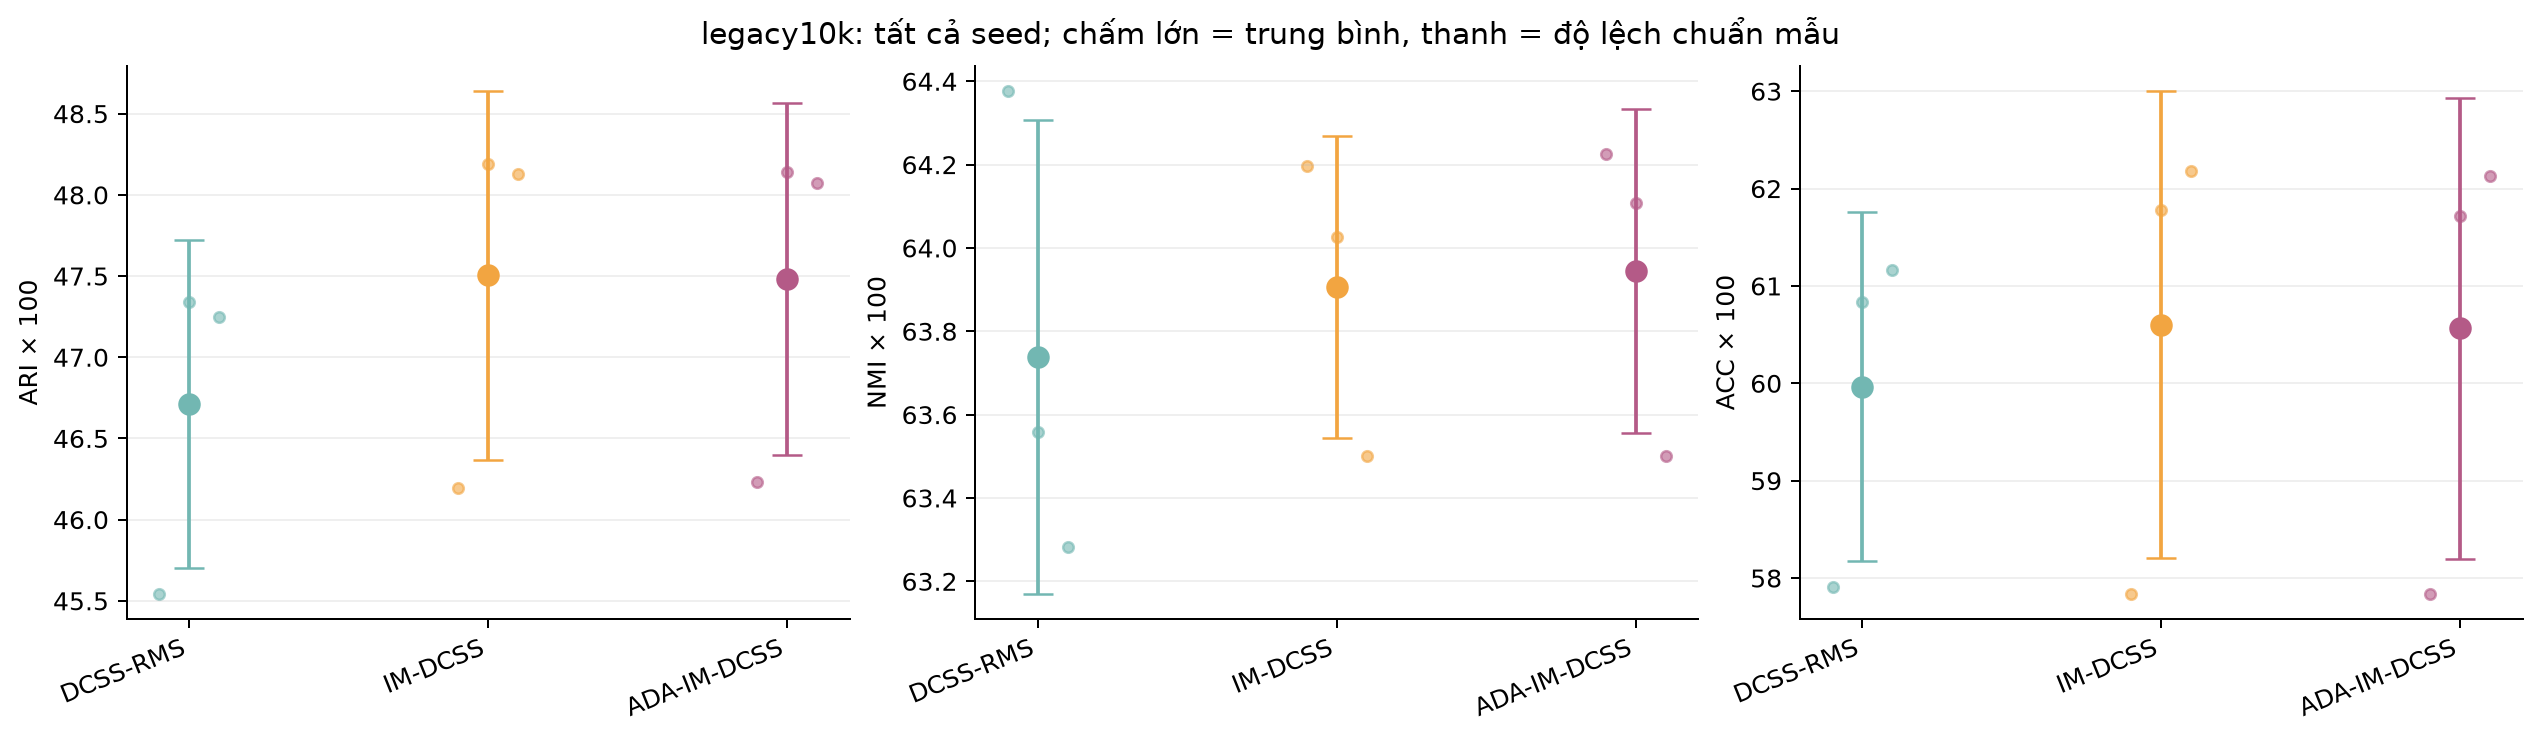 legacy10k: tất cả seed; chấm lớn = trung bình, thanh = độ lệch chuẩn mẫu
ARI × 100
48.5
48.0
47.5
47.0
46.5
46.0
45.5
DCSS-RMS
IM-DCSS
ADA-IM-DCSS
NMI × 100
64.4
64.2
64.0
63.8
63.6
63.4
63.2
DCSS-RMS
IM-DCSS
ADA-IM-DCSS
ACC × 100
63
62
61
60
59
58
DCSS-RMS
IM-DCSS
ADA-IM-DCSS